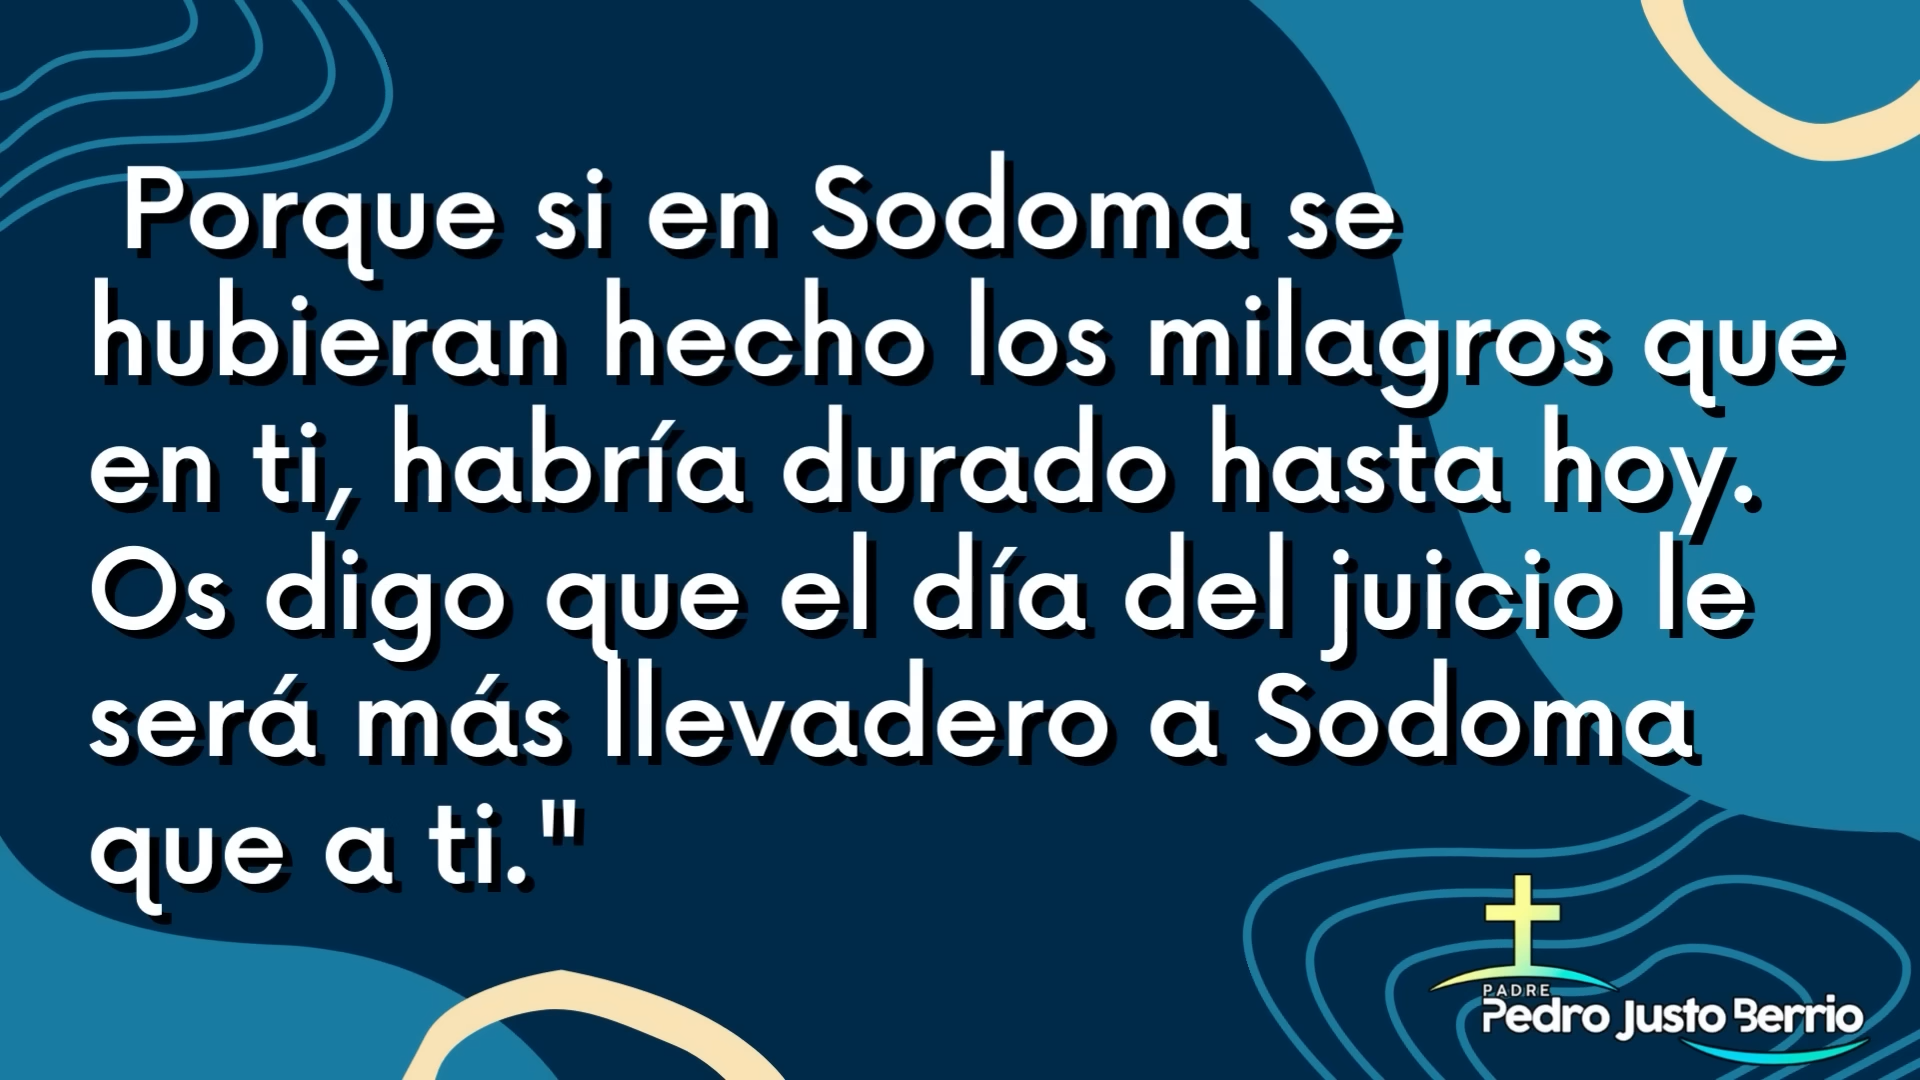 Porque si en Sodoma se
hubieran hecho los milagros que
en ti, habría durado hasta hoy.
Os digo que el día del juicio le
será más llevadero a Sodoma
que a ti."
PADRE
Pedro Justo Berrio